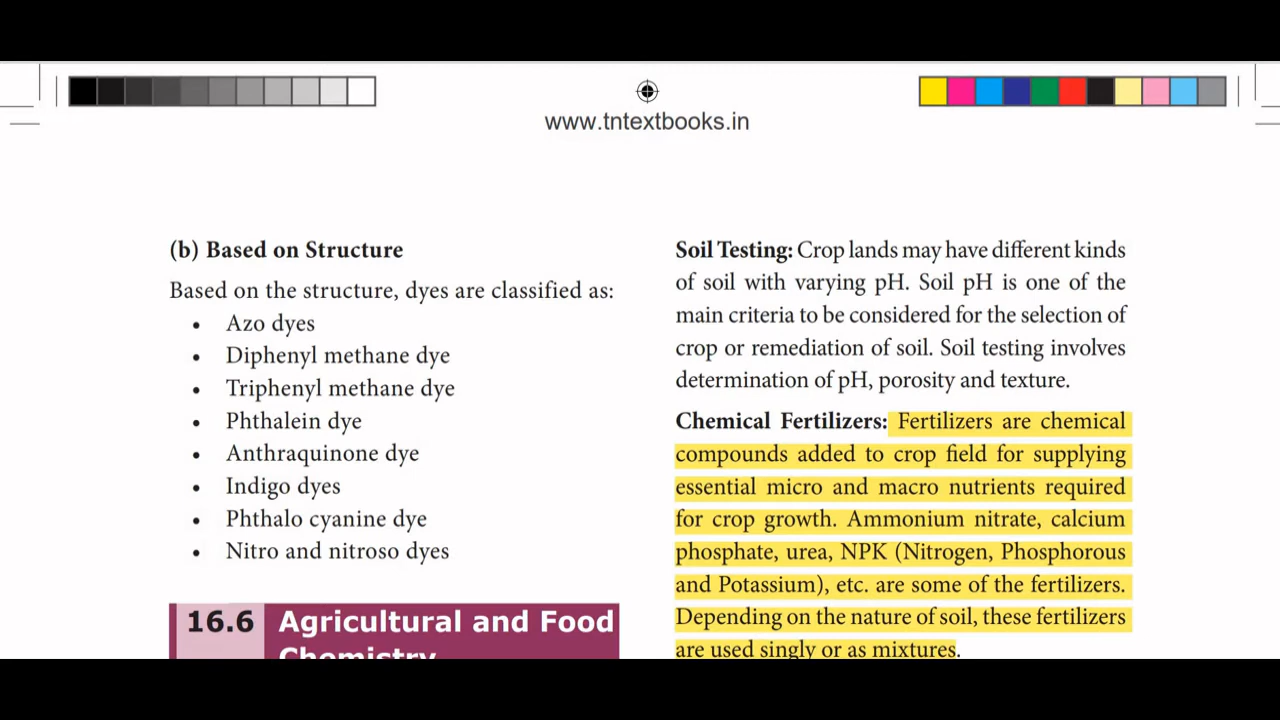 www.tntextbooks.in
(b) Based on Structure
Based on the structure, dyes are classified as:
• Azo dyes
• Diphenyl methane dye
• Triphenyl methane dye
• Phthalein dye
• Anthraquinone dye
• Indigo dyes
• Phthalo cyanine dye
• Nitro and nitroso dyes
16.6 Agricultural and Food
Chemistry
Soil Testing: Crop lands may have different kinds
of soil with varying pH. Soil pH is one of the
main criteria to be considered for the selection of
crop or remediation of soil. Soil testing involves
determination of pH, porosity and texture.
Chemical Fertilizers: Fertilizers are chemical
compounds added to crop field for supplying
essential micro and macro nutrients required
for crop growth. Ammonium nitrate, calcium
phosphate, urea, NPK (Nitrogen, Phosphorous
and Potassium), etc. are some of the fertilizers.
Depending on the nature of soil, these fertilizers
are used singly or as mixtures.